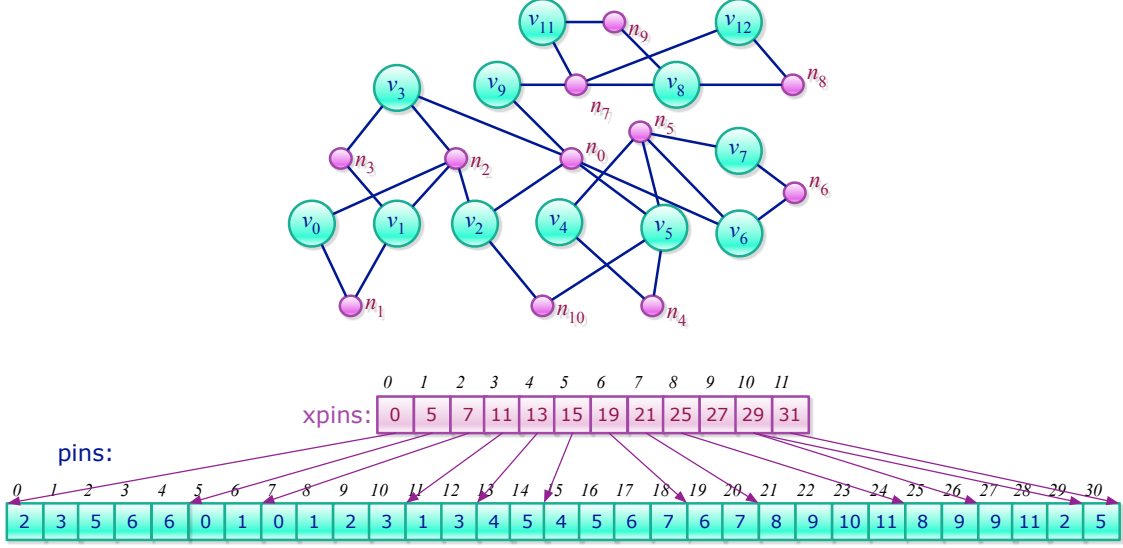 v11 n9 v12
v3 v9 n7 v8 n8
n5
n3 n2 n0 v7
n6
v0 v1 v2 v4 v5 v6
n1 n10 n4
0 1 2 3 4 5 6 7 8 9 10 11
xpins: 0 5 7 11 13 15 19 21 25 27 29 31
pins:
0 1 2 3 4 5 6 7 8 9 10 11 12 13 14 15 16 17 18 19 20 21 22 23 24 25 26 27 28 29 30
2 3 5 6 6 0 1 0 1 2 3 1 3 4 5 4 5 6 7 6 7 8 9 10 11 8 9 9 11 2 5